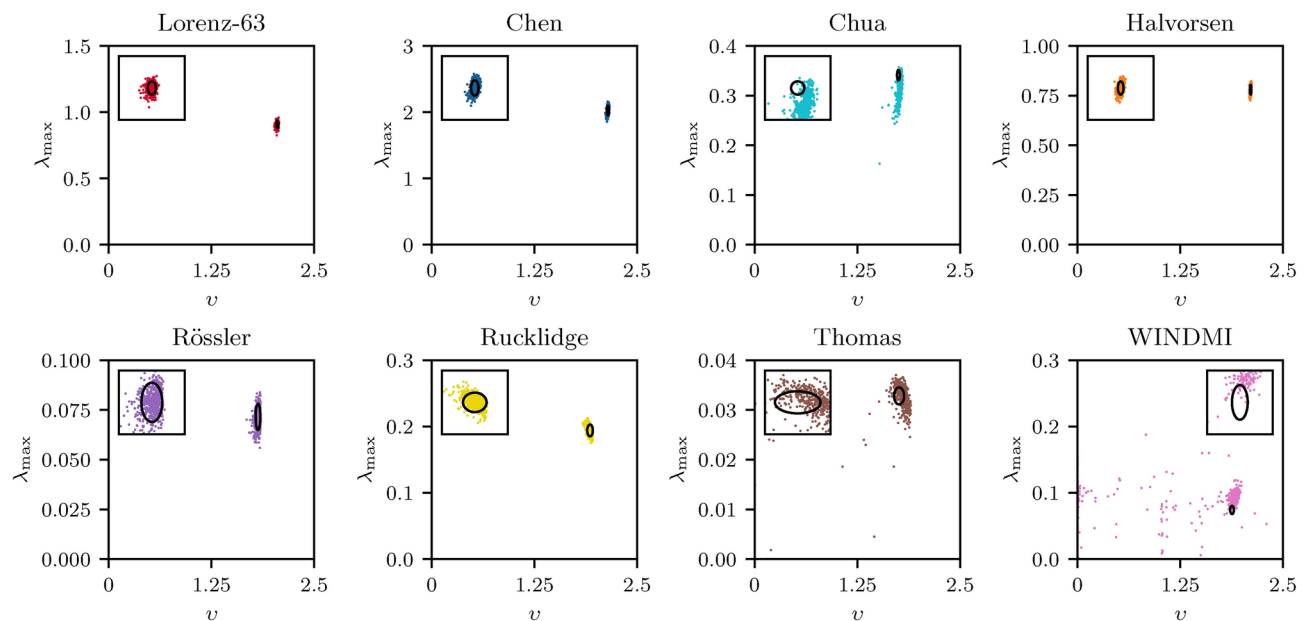 Lorenz-63
Chen
Chua
Halvorsen
1.5
1.0
0.5
0.0
λmax
0
1.25
2.5
υ
3
2
1
0
λmax
0
1.25
2.5
υ
0.4
0.3
0.2
0.1
0.0
λmax
0
1.25
2.5
υ
1.00
0.75
0.50
0.25
0.00
λmax
0
1.25
2.5
υ
Rössler
Rucklidge
Thomas
WINDMI
0.100
0.075
0.050
0.025
0.000
λmax
0
1.25
2.5
υ
0.3
0.2
0.1
0.0
λmax
0
1.25
2.5
υ
0.04
0.03
0.02
0.01
0.00
λmax
0
1.25
2.5
υ
0.3
0.2
0.1
0.0
λmax
0
1.25
2.5
υ